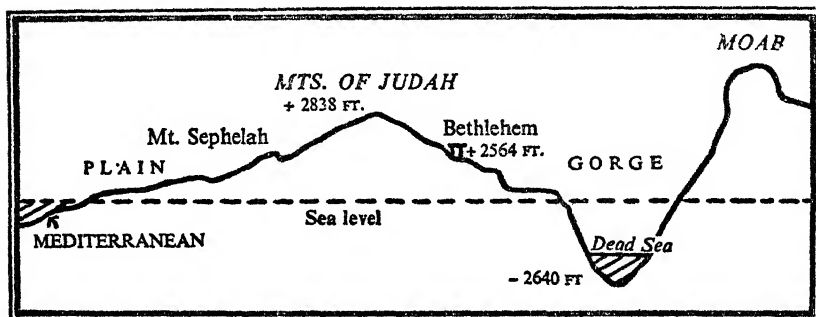 MOAB
MTS. OF JUDAH
+ 2838 FT.
Mt. Sephelah
Bethlehem
+ 2564 FT.
PLAIN
GORGE
Sea level
MEDITERRANEAN
Dead Sea
– 2640 FT